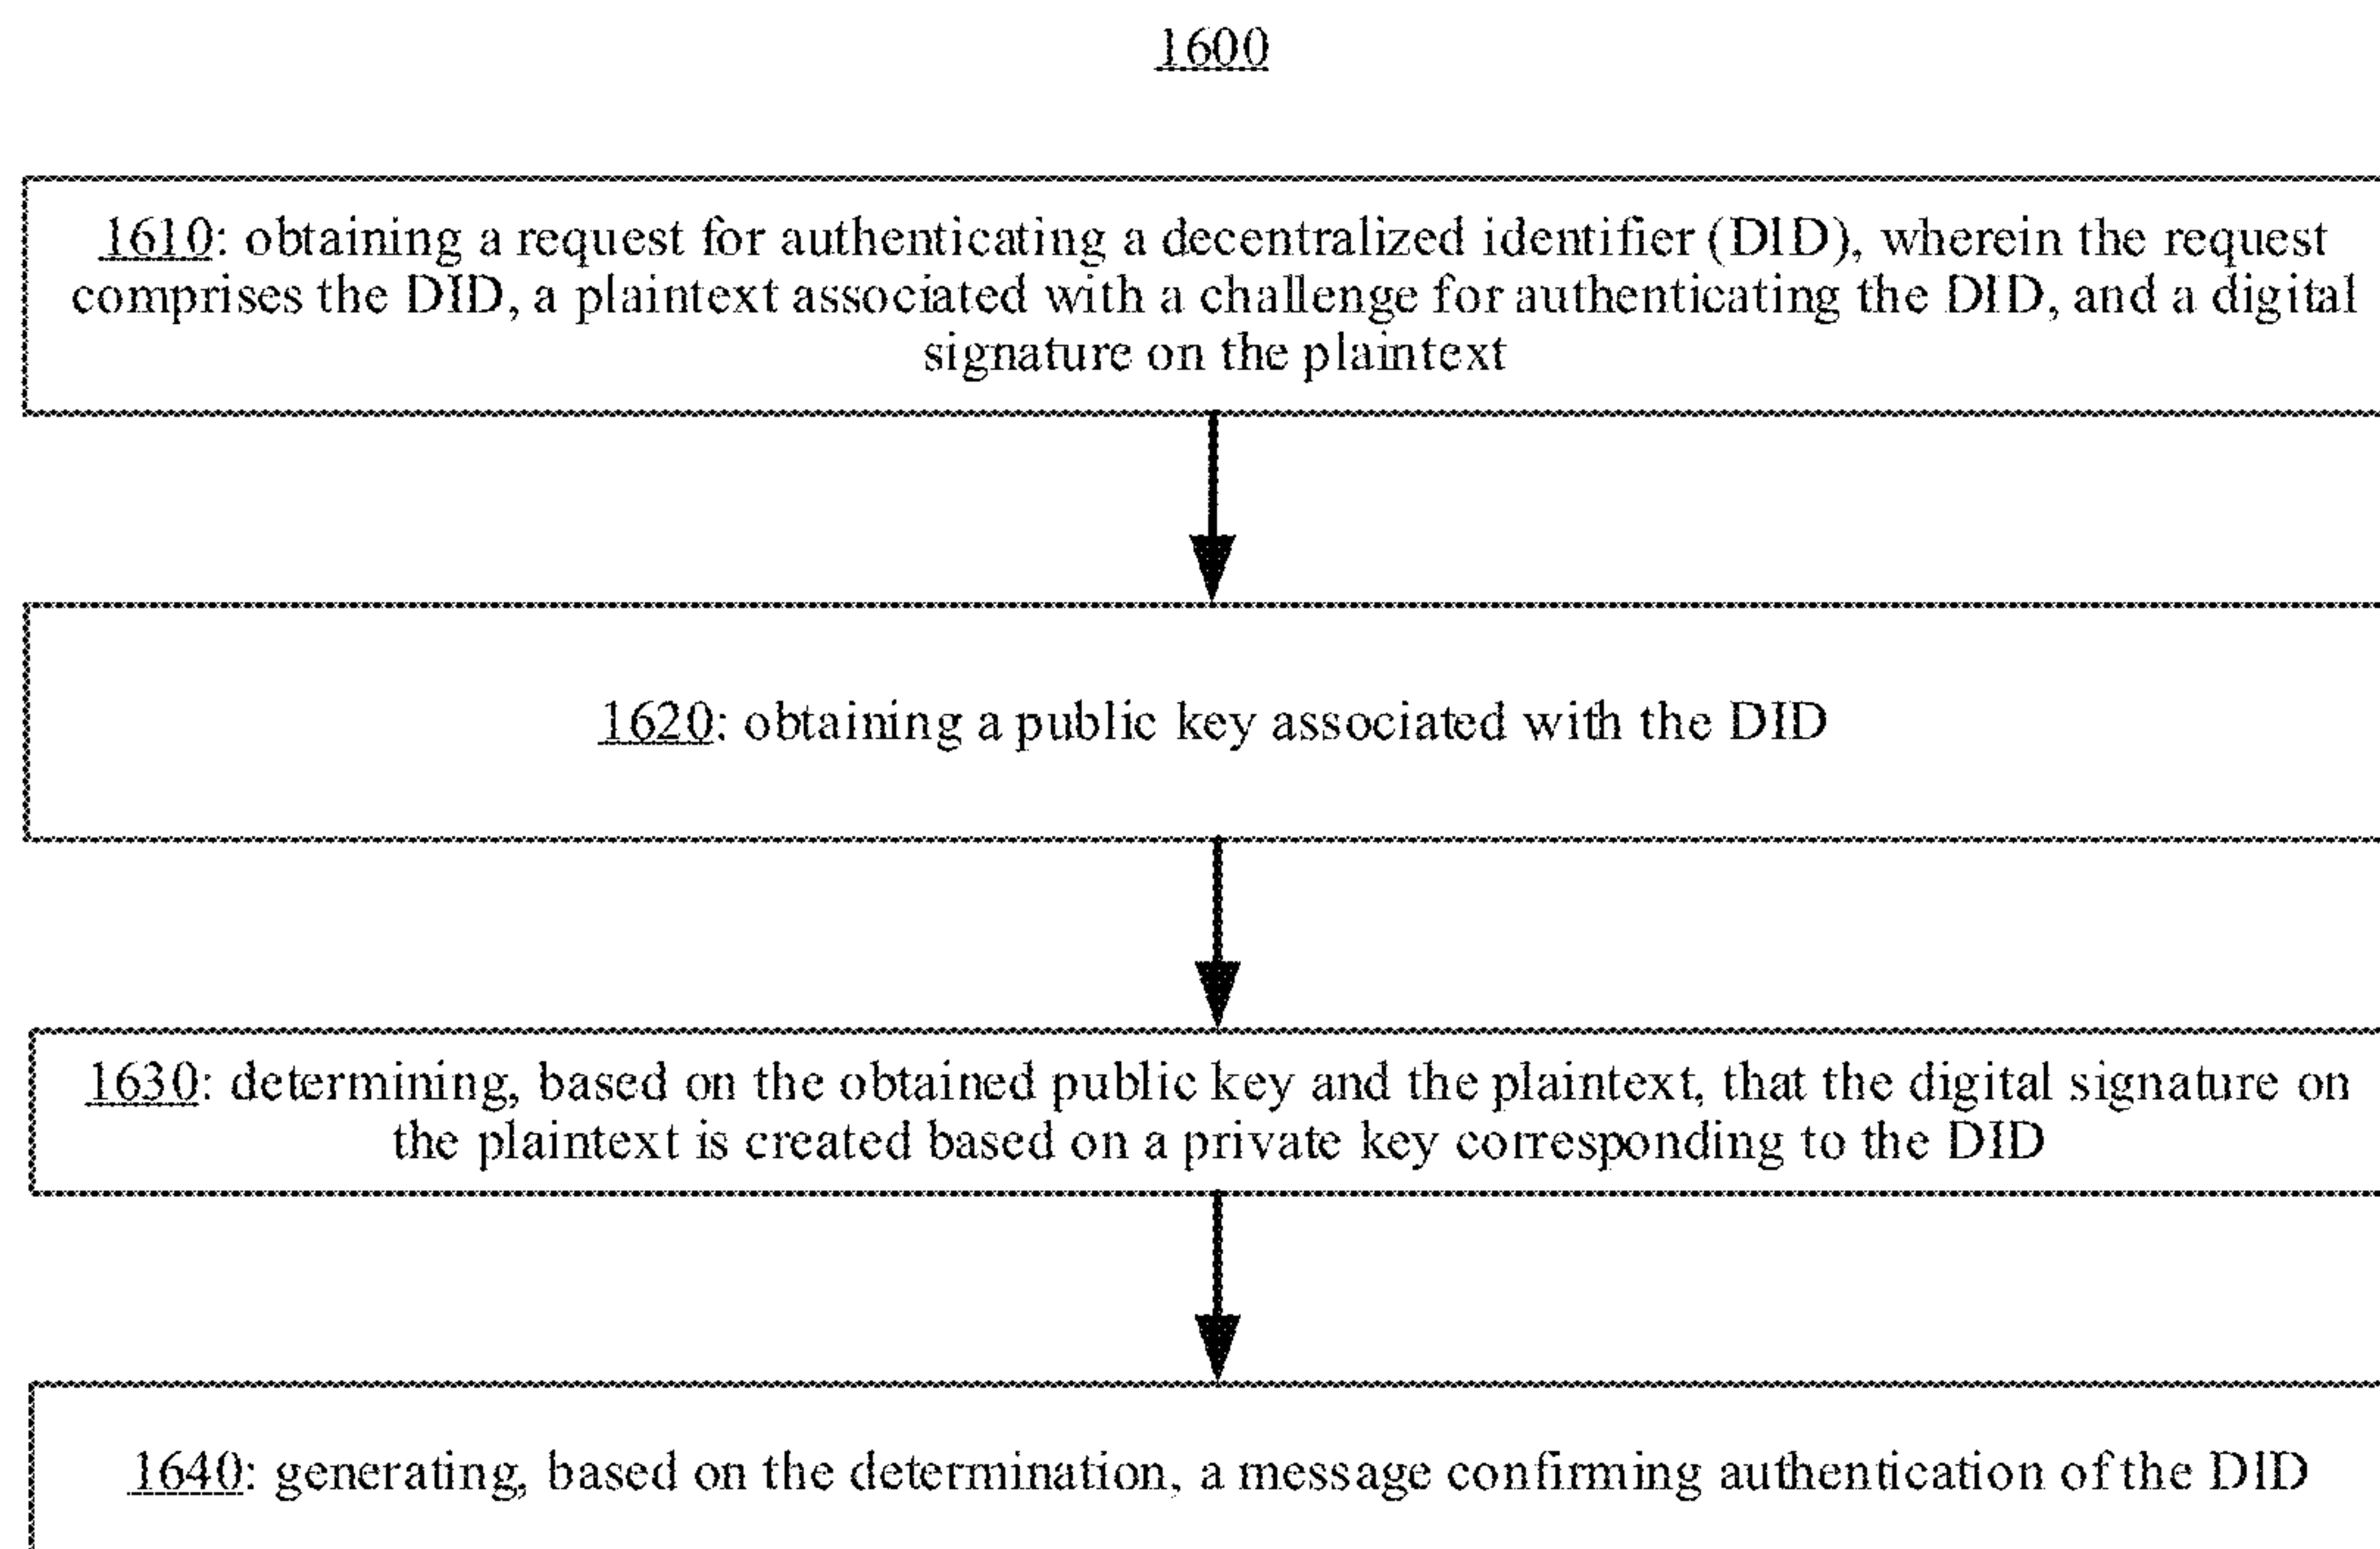 1600
1610: obtaining a request for authenticating a decentralized identifier (DID), wherein the request
comprises the DID, a plaintext associated with a challenge for authenticating the DID, and a digital
signature on the plaintext
1620: obtaining a public key associated with the DID
1630: determining, based on the obtained public key and the plaintext, that the digital signature on
the plaintext is created based on a private key corresponding to the DID
1640: generating, based on the determination, a message confirming authentication of the DID